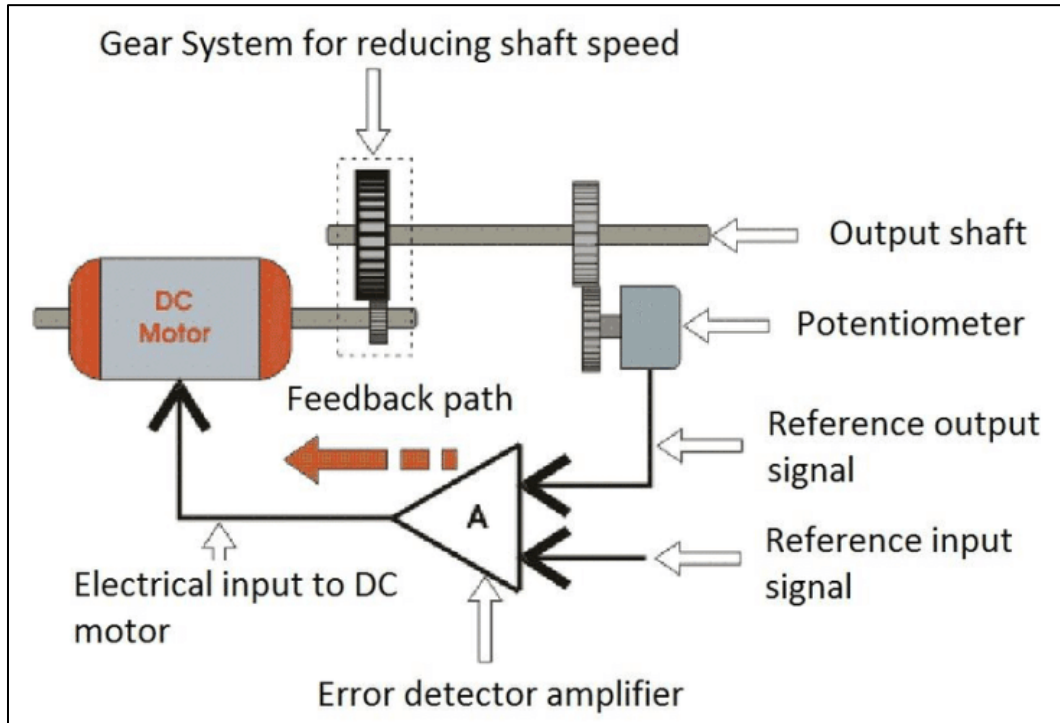 Gear System for reducing shaft speed
Output shaft
DC
Motor
Potentiometer
Feedback path
Reference output
signal
A
Reference input
signal
Electrical input to DC
motor
Error detector amplifier